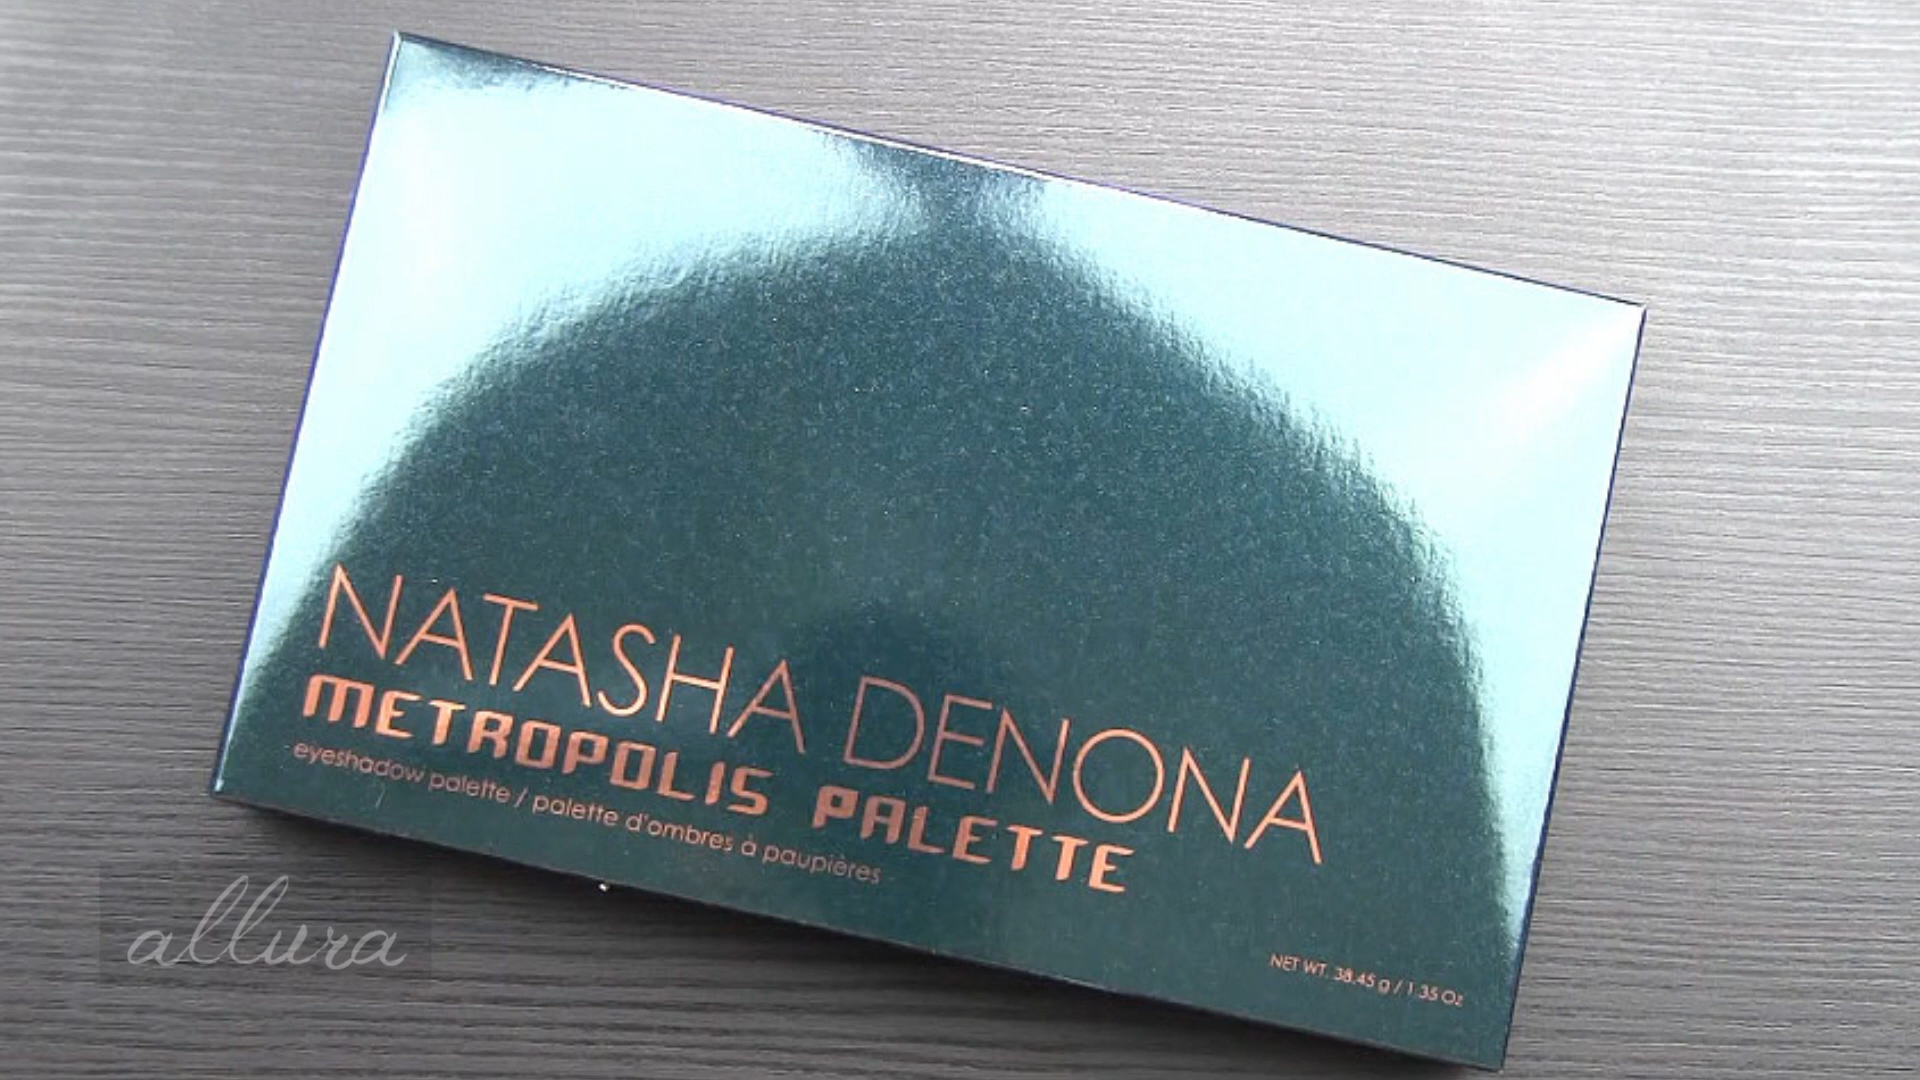 NATASHA DENONA
METROPOLIS PALETTE
eyeshadow palette / palette d'ombres à paupières
NET WT. 38.45 g / 1.35 Oz
allura